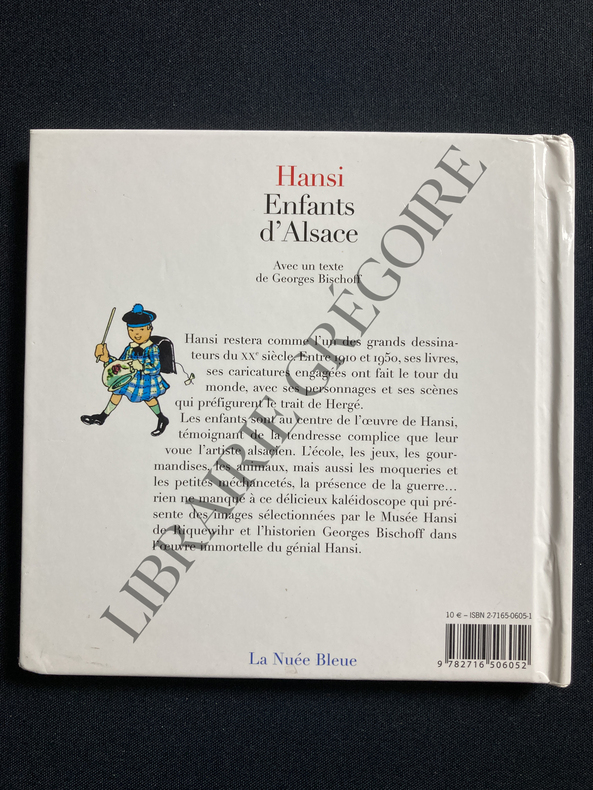 Hansi
Enfants
d'Alsace
Avec un texte
de Georges Bischoff
Hansi restera comme l'un des grands dessina-
teurs du XXe siècle. Entre 1910 et 1950, ses livres,
ses caricatures engagées ont fait le tour du
monde, avec ses personnages et ses scènes
qui préfigurent le trait de Hergé.
Les enfants sont au centre de l'œuvre de Hansi,
témoignant de la tendresse complice que leur
voue l'artiste alsacien. L'école, les jeux, les gour-
mandises, les animaux, mais aussi les moqueries et
les petites méchancetés, la présence de la guerre...
rien ne manque à ce délicieux kaléidoscope qui pré-
sente des images sélectionnées par le Musée Hansi
de Riquewihr et l'historien Georges Bischoff dans
l'œuvre immortelle du génial Hansi.
10 € – ISBN 2-7165-0605-1
9 782716 506052
La Nuée Bleue
LIBRAIRIE GRÉGOIRE